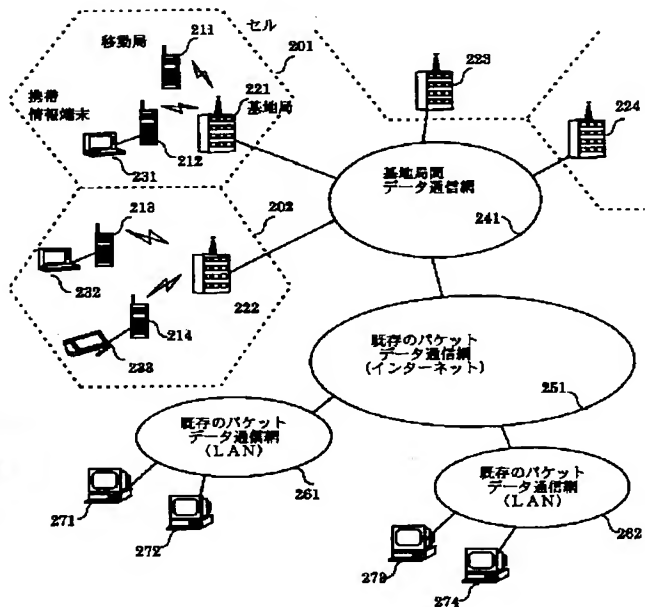 移動局
211
セル
201
携帯
情報端末
221
基地局
212
231
223
224
基地局間
データ通信網
241
213
202
232
222
214
233
既存のパケット
データ通信網
(インターネット)
251
既存のパケット
データ通信網
(LAN)
261
既存のパケット
データ通信網
(LAN)
262
271
272
273
274